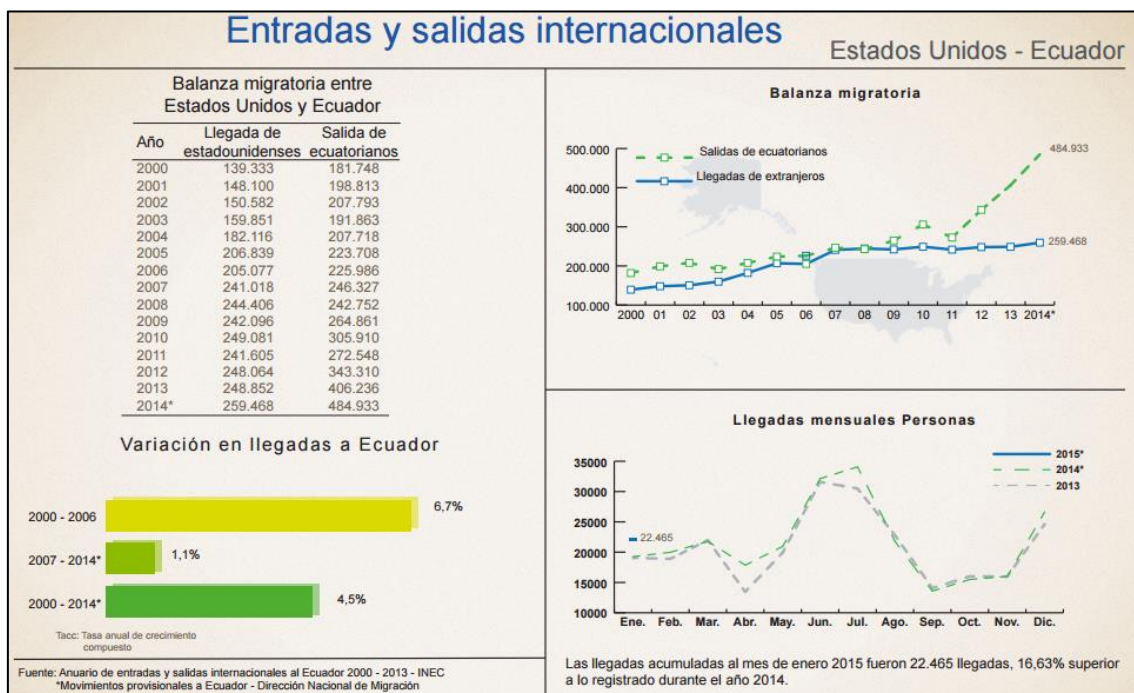 Entradas y salidas internacionales
Estados Unidos - Ecuador
Balanza migratoria entre
Estados Unidos y Ecuador
Año Llegada de estadounidenses Salida de ecuatorianos
2000 139.333 181.748
2001 148.100 198.813
2002 150.582 207.793
2003 159.851 191.863
2004 182.116 207.718
2005 206.839 223.708
2006 205.077 225.986
2007 241.018 246.327
2008 244.406 242.752
2009 242.096 264.861
2010 249.081 305.910
2011 241.605 272.548
2012 248.064 343.310
2013 248.852 406.236
2014* 259.468 484.933
Variación en llegadas a Ecuador
2000 - 2006 6,7%
2007 - 2014* 1,1%
2000 - 2014* 4,5%
Tacc: Tasa anual de crecimiento
compuesto
Fuente: Anuario de entradas y salidas internacionales al Ecuador 2000 - 2013 - INEC
*Movimientos provisionales a Ecuador - Dirección Nacional de Migración
Balanza migratoria
Salidas de ecuatorianos
Llegadas de extranjeros
500.000
400.000
300.000
200.000
100.000
484.933
259.468
2000 01 02 03 04 05 06 07 08 09 10 11 12 13 2014*
Llegadas mensuales Personas
2015*
2014*
2013
35000
30000
25000
20000
15000
10000
22.465
Ene. Feb. Mar. Abr. May. Jun. Jul. Ago. Sep. Oct. Nov. Dic.
Las llegadas acumuladas al mes de enero 2015 fueron 22.465 llegadas, 16,63% superior
a lo registrado durante el año 2014.